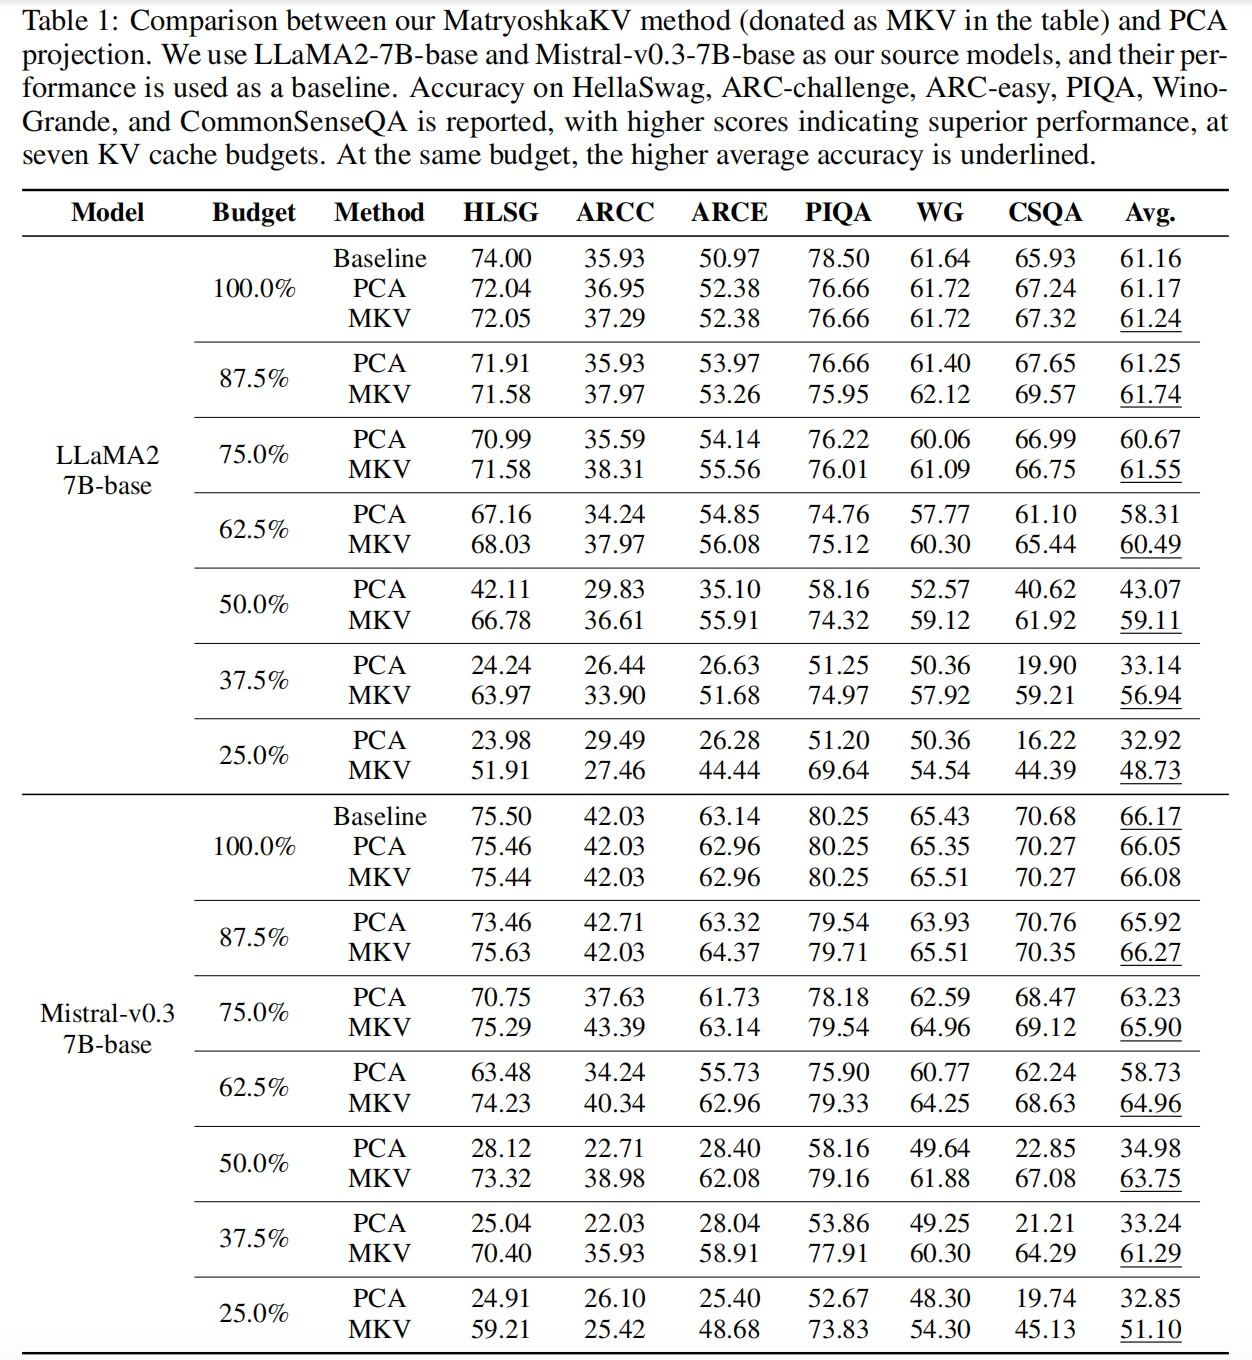 Table 1: Comparison between our MatryoshkaKV method (donated as MKV in the table) and PCA
projection. We use LLaMA2-7B-base and Mistral-v0.3-7B-base as our source models, and their per-
formance is used as a baseline. Accuracy on HellaSwag, ARC-challenge, ARC-easy, PIQA, Wino-
Grande, and CommonSenseQA is reported, with higher scores indicating superior performance, at
seven KV cache budgets. At the same budget, the higher average accuracy is underlined.
Model Budget Method HLSG ARCC ARCE PIQA WG CSQA Avg.
LLaMA2
7B-base
100.0%
Baseline 74.00 35.93 50.97 78.50 61.64 65.93 61.16
PCA 72.04 36.95 52.38 76.66 61.72 67.24 61.17
MKV 72.05 37.29 52.38 76.66 61.72 67.32 61.24
87.5%
PCA 71.91 35.93 53.97 76.66 61.40 67.65 61.25
MKV 71.58 37.97 53.26 75.95 62.12 69.57 61.74
75.0%
PCA 70.99 35.59 54.14 76.22 60.06 66.99 60.67
MKV 71.58 38.31 55.56 76.01 61.09 66.75 61.55
62.5%
PCA 67.16 34.24 54.85 74.76 57.77 61.10 58.31
MKV 68.03 37.97 56.08 75.12 60.30 65.44 60.49
50.0%
PCA 42.11 29.83 35.10 58.16 52.57 40.62 43.07
MKV 66.78 36.61 55.91 74.32 59.12 61.92 59.11
37.5%
PCA 24.24 26.44 26.63 51.25 50.36 19.90 33.14
MKV 63.97 33.90 51.68 74.97 57.92 59.21 56.94
25.0%
PCA 23.98 29.49 26.28 51.20 50.36 16.22 32.92
MKV 51.91 27.46 44.44 69.64 54.54 44.39 48.73
Mistral-v0.3
7B-base
100.0%
Baseline 75.50 42.03 63.14 80.25 65.43 70.68 66.17
PCA 75.46 42.03 62.96 80.25 65.35 70.27 66.05
MKV 75.44 42.03 62.96 80.25 65.51 70.27 66.08
87.5%
PCA 73.46 42.71 63.32 79.54 63.93 70.76 65.92
MKV 75.63 42.03 64.37 79.71 65.51 70.35 66.27
75.0%
PCA 70.75 37.63 61.73 78.18 62.59 68.47 63.23
MKV 75.29 43.39 63.14 79.54 64.96 69.12 65.90
62.5%
PCA 63.48 34.24 55.73 75.90 60.77 62.24 58.73
MKV 74.23 40.34 62.96 79.33 64.25 68.63 64.96
50.0%
PCA 28.12 22.71 28.40 58.16 49.64 22.85 34.98
MKV 73.32 38.98 62.08 79.16 61.88 67.08 63.75
37.5%
PCA 25.04 22.03 28.04 53.86 49.25 21.21 33.24
MKV 70.40 35.93 58.91 77.91 60.30 64.29 61.29
25.0%
PCA 24.91 26.10 25.40 52.67 48.30 19.74 32.85
MKV 59.21 25.42 48.68 73.83 54.30 45.13 51.10